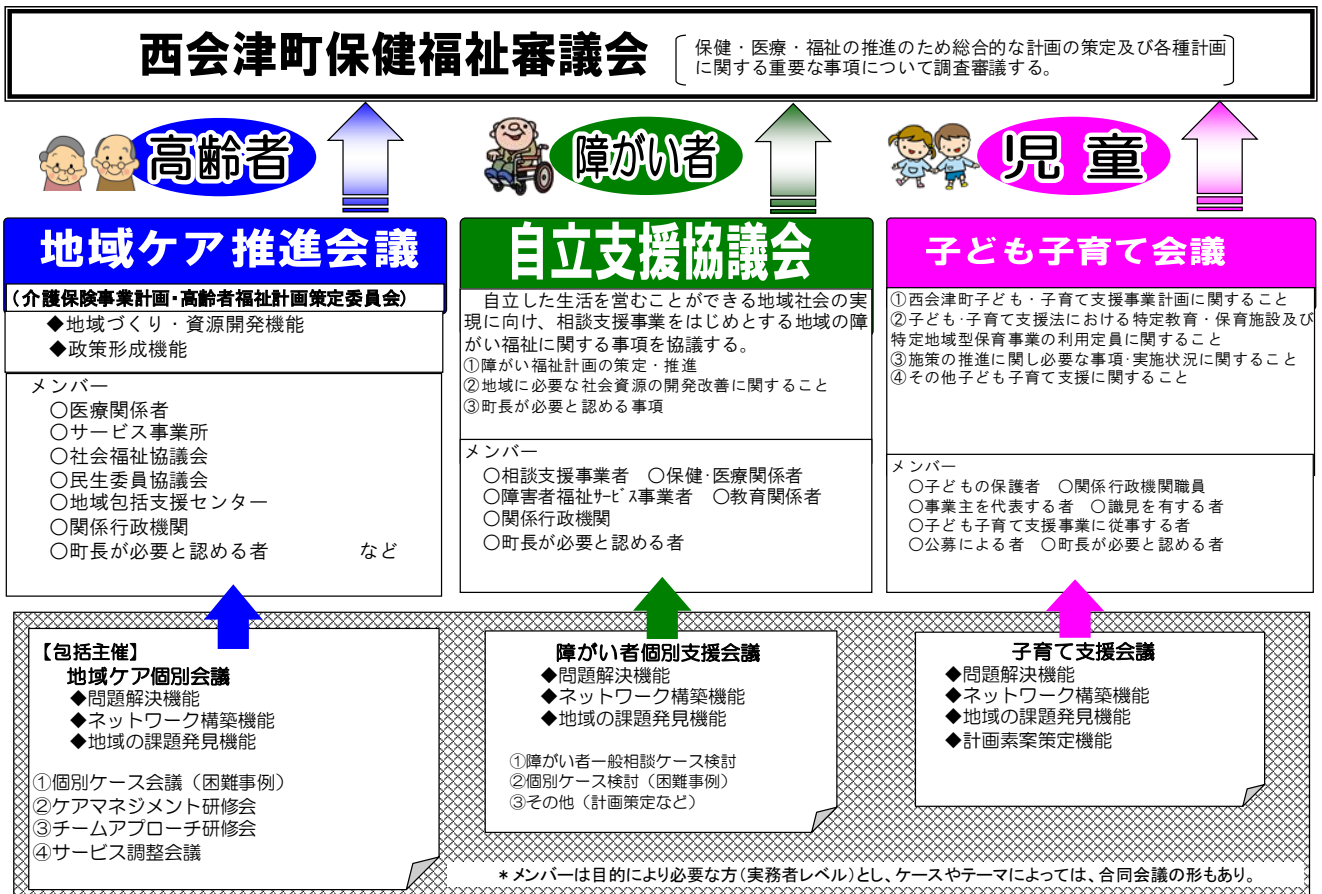 西会津町保健福祉審議会
保健・医療・福祉の推進のため総合的な計画の策定及び各種計画
に関する重要な事項について調査審議する。
高齢者
障がい者
児童
地域ケア推進会議
(介護保険事業計画・高齢者福祉計画策定委員会)
◆地域づくり・資源開発機能
◆政策形成機能
メンバー
○医療関係者
○サービス事業所
○社会福祉協議会
○民生委員協議会
○地域包括支援センター
○関係行政機関
○町長が必要と認める者 など
自立支援協議会
自立した生活を営むことができる地域社会の実
現に向け、相談支援事業をはじめとする地域の障
がい福祉に関する事項を協議する。
①障がい福祉計画の策定・推進
②地域に必要な社会資源の開発改善に関すること
③町長が必要と認める事項
メンバー
○相談支援事業者 ○保健・医療関係者
○障害者福祉ｻｰﾋﾞｽ事業者 ○教育関係者
○関係行政機関
○町長が必要と認める者
子ども子育て会議
①西会津町子ども・子育て支援事業計画に関すること
②子ども・子育て支援法における特定教育・保育施設及び
特定地域型保育事業の利用定員に関すること
③施策の推進に関し必要な事項・実施状況に関すること
④その他子ども子育て支援に関すること
メンバー
○子どもの保護者 ○関係行政機関職員
○事業主を代表する者 ○識見を有する者
○子ども子育て支援事業に従事する者
○公募による者 ○町長が必要と認める者
【包括主催】
地域ケア個別会議
◆問題解決機能
◆ネットワーク構築機能
◆地域の課題発見機能
①個別ケース会議（困難事例）
②ケアマネジメント研修会
③チームアプローチ研修会
④サービス調整会議
障がい者個別支援会議
◆問題解決機能
◆ネットワーク構築機能
◆地域の課題発見機能
①障がい者一般相談ケース検討
②個別ケース検討（困難事例）
③その他（計画策定など）
子育て支援会議
◆問題解決機能
◆ネットワーク構築機能
◆地域の課題発見機能
◆計画素案策定機能
＊メンバーは目的により必要な方(実務者レベル)とし、ケースやテーマによっては、合同会議の形もあり。